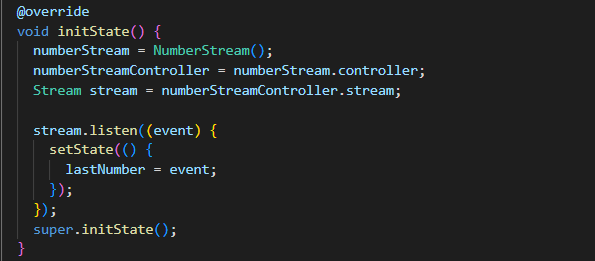 @override
void initState() {
  numberStream = NumberStream();
  numberStreamController = numberStream.controller;
  Stream stream = numberStreamController.stream;

  stream.listen((event) {
    setState(() {
      lastNumber = event;
    });
  });
  super.initState();
}